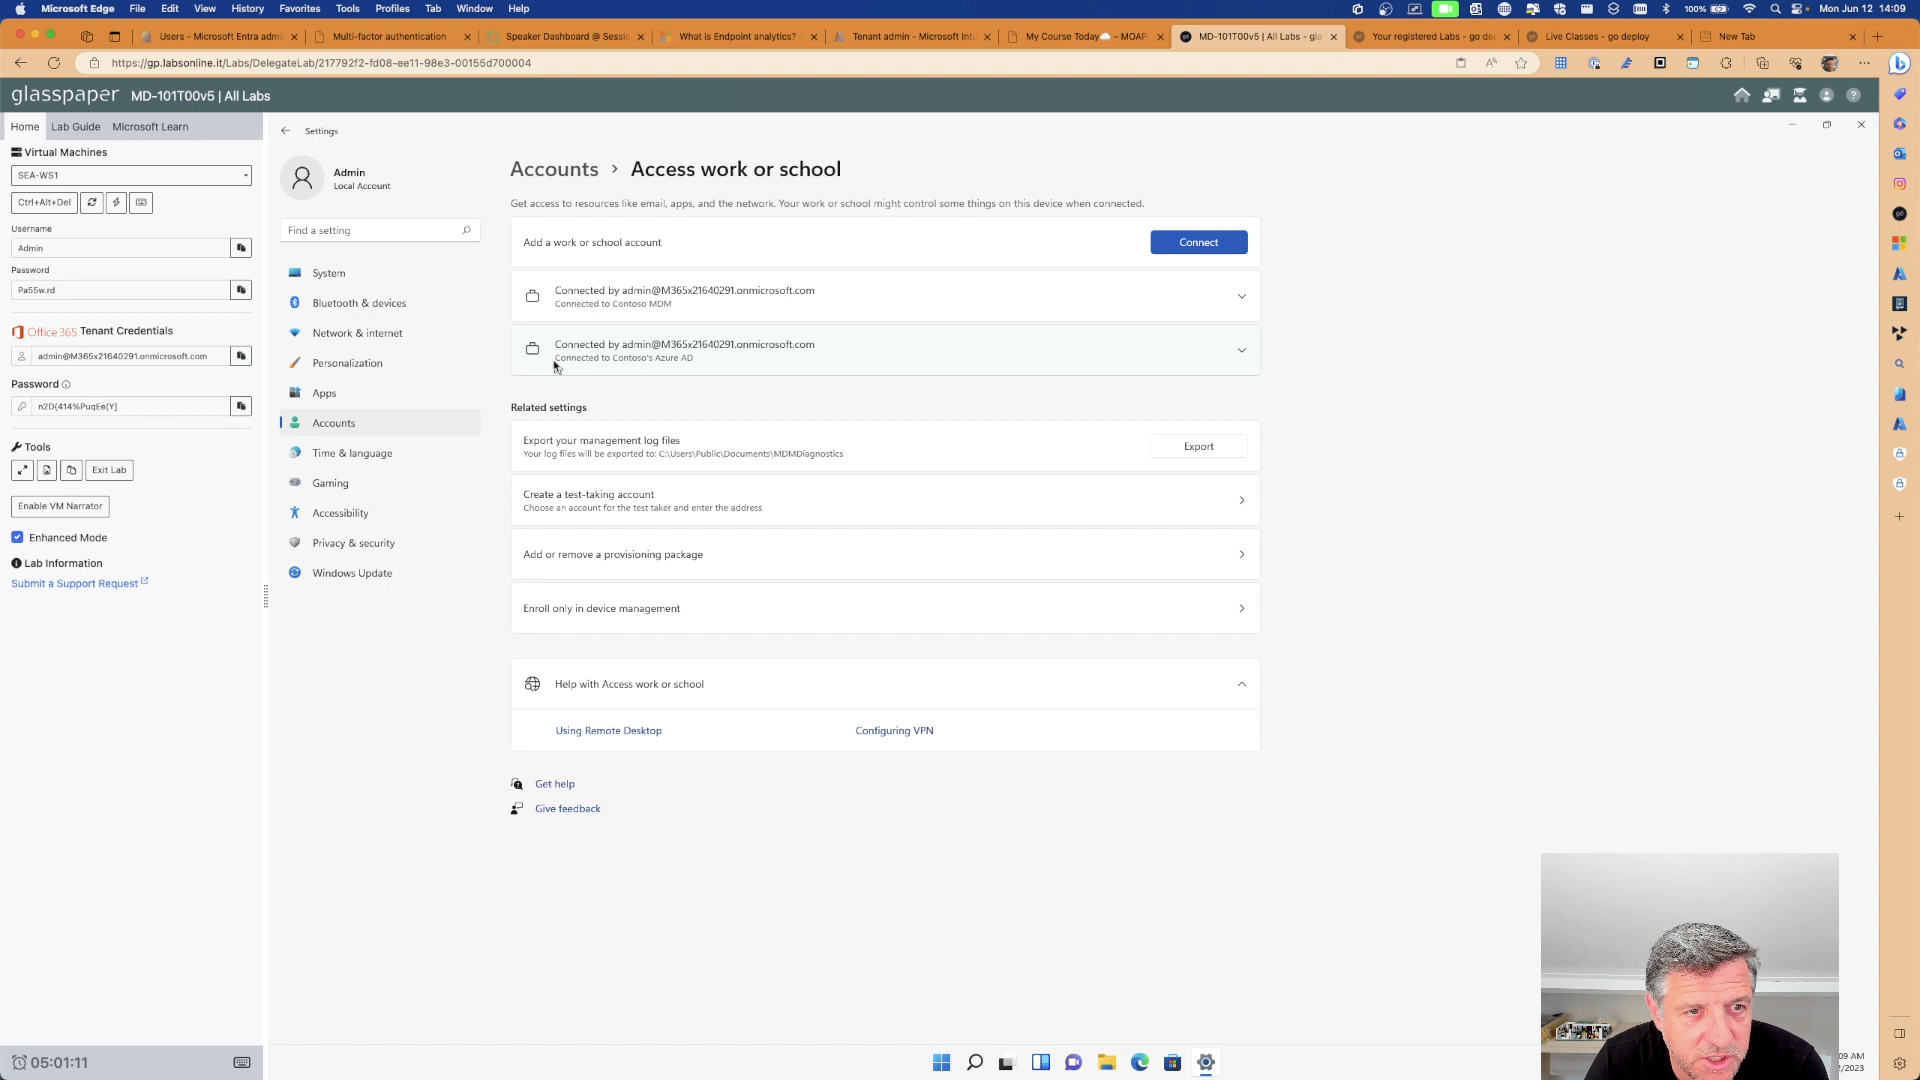 Microsoft Edge File Edit View History Favorites Tools Profiles Tab Window Help
100% Mon Jun 12 14:09
Users - Microsoft Entra admin
Multi-factor authentication
Speaker Dashboard @ Sessio
What is Endpoint analytics? -
Tenant admin - Microsoft Intu
My Course Today - MOAP
MD-101T00v5 | All Labs - gla
Your registered Labs - go dep
Live Classes - go deploy
New Tab
https://gp.labsonline.it/Labs/DelegateLab/217792f2-fd08-ee11-98e3-00155d700004
glasspaper MD-101T00v5 | All Labs
Home Lab Guide Microsoft Learn
Virtual Machines
SEA-WS1
Ctrl+Alt+Del
Username
Admin
Password
Pa55w.rd
Office 365 Tenant Credentials
admin@M365x21640291.onmicrosoft.com
Password
n2D{414%PuqEe(Y]
Tools
Exit Lab
Enable VM Narrator
Enhanced Mode
Lab Information
Submit a Support Request
05:01:11
Settings
Admin
Local Account
Find a setting
System
Bluetooth & devices
Network & internet
Personalization
Apps
Accounts
Time & language
Gaming
Accessibility
Privacy & security
Windows Update
Accounts > Access work or school
Get access to resources like email, apps, and the network. Your work or school might control some things on this device when connected.
Add a work or school account
Connect
Connected by admin@M365x21640291.onmicrosoft.com
Connected to Contoso MDM
Connected by admin@M365x21640291.onmicrosoft.com
Connected to Contoso's Azure AD
Related settings
Export your management log files
Your log files will be exported to: C:\Users\Public\Documents\MDMDiagnostics
Export
Create a test-taking account
Choose an account for the test taker and enter the address
Add or remove a provisioning package
Enroll only in device management
Help with Access work or school
Using Remote Desktop
Configuring VPN
Get help
Give feedback
09 AM
/2023